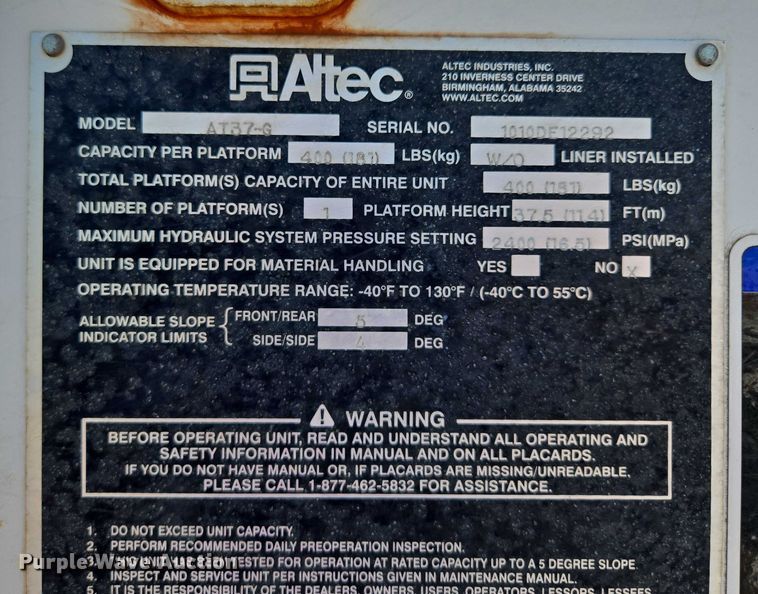 Altec®
ALTEC INDUSTRIES, INC.
210 INVERNESS CENTER DRIVE
BIRMINGHAM, ALABAMA 35242
WWW.ALTEC.COM
MODEL AT37-G SERIAL NO. 1010DF12292
CAPACITY PER PLATFORM 400 (181) LBS(kg) W/O LINER INSTALLED
TOTAL PLATFORM(S) CAPACITY OF ENTIRE UNIT 400 (181) LBS(kg)
NUMBER OF PLATFORM(S) 1 PLATFORM HEIGHT 37.5 (11.4) FT(m)
MAXIMUM HYDRAULIC SYSTEM PRESSURE SETTING 2400 (16.5) PSI(MPa)
UNIT IS EQUIPPED FOR MATERIAL HANDLING YES NO X
OPERATING TEMPERATURE RANGE: -40°F TO 130°F / (-40°C TO 55°C)
ALLOWABLE SLOPE INDICATOR LIMITS
FRONT/REAR 5 DEG
SIDE/SIDE 4 DEG
WARNING
BEFORE OPERATING UNIT, READ AND UNDERSTAND ALL OPERATING AND
SAFETY INFORMATION IN MANUAL AND ON ALL PLACARDS.
IF YOU DO NOT HAVE MANUAL OR, IF PLACARDS ARE MISSING/UNREADABLE,
PLEASE CALL 1-877-462-5832 FOR ASSISTANCE.
1. DO NOT EXCEED UNIT CAPACITY.
2. PERFORM RECOMMENDED DAILY PREOPERATION INSPECTION.
3. THIS UNIT WAS TESTED FOR OPERATION AT RATED CAPACITY UP TO A 5 DEGREE SLOPE.
4. INSPECT AND SERVICE UNIT PER INSTRUCTIONS GIVEN IN MAINTENANCE MANUAL.
5. IT IS THE RESPONSIBILITY OF THE DEALERS, OWNERS, USERS, OPERATORS, LESSORS, LESSEES
Purple Wave Auction